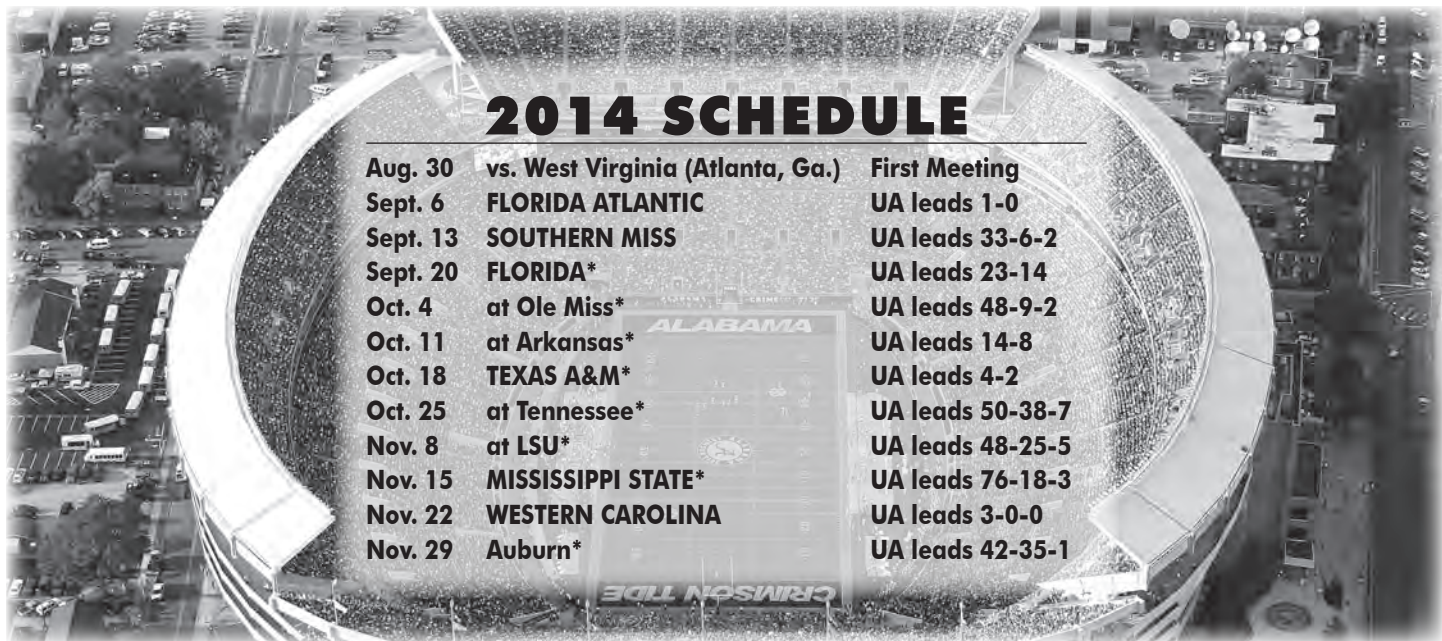 2014 SCHEDULE
Aug. 30 vs. West Virginia (Atlanta, Ga.) First Meeting
Sept. 6 FLORIDA ATLANTIC UA leads 1-0
Sept. 13 SOUTHERN MISS UA leads 33-6-2
Sept. 20 FLORIDA* UA leads 23-14
Oct. 4 at Ole Miss* UA leads 48-9-2
Oct. 11 at Arkansas* UA leads 14-8
Oct. 18 TEXAS A&M* UA leads 4-2
Oct. 25 at Tennessee* UA leads 50-38-7
Nov. 8 at LSU* UA leads 48-25-5
Nov. 15 MISSISSIPPI STATE* UA leads 76-18-3
Nov. 22 WESTERN CAROLINA UA leads 3-0-0
Nov. 29 Auburn* UA leads 42-35-1
ALABAMA
CRIMSON TIDE